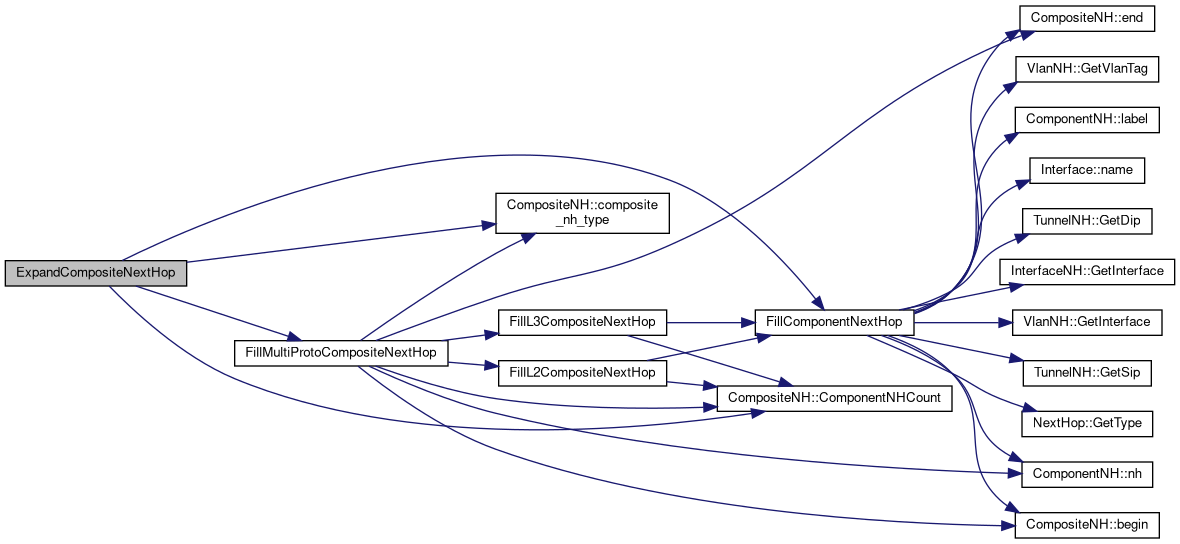 ExpandCompositeNextHop
CompositeNH::composite
_nh_type
FillMultiProtoCompositeNextHop
FillL3CompositeNextHop
FillL2CompositeNextHop
FillComponentNextHop
CompositeNH::ComponentNHCount
CompositeNH::end
VlanNH::GetVlanTag
ComponentNH::label
Interface::name
TunnelNH::GetDip
InterfaceNH::GetInterface
VlanNH::GetInterface
TunnelNH::GetSip
NextHop::GetType
ComponentNH::nh
CompositeNH::begin